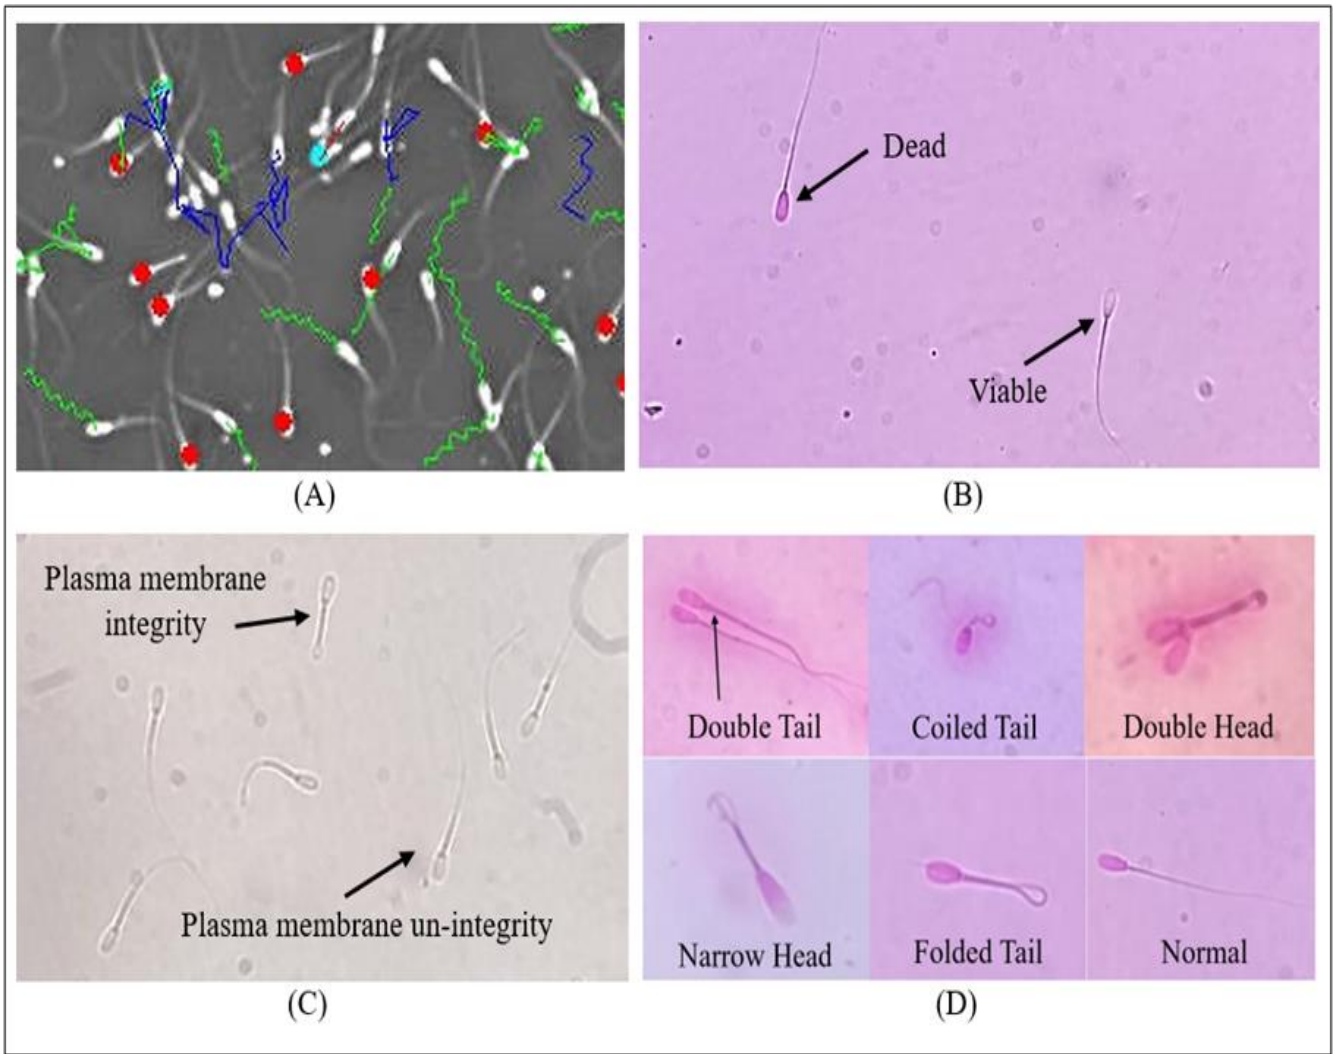 Dead
Viable
(A)
(B)
Plasma membrane
integrity
Plasma membrane un-integrity
Double Tail
Coiled Tail
Double Head
Narrow Head
Folded Tail
Normal
(C)
(D)